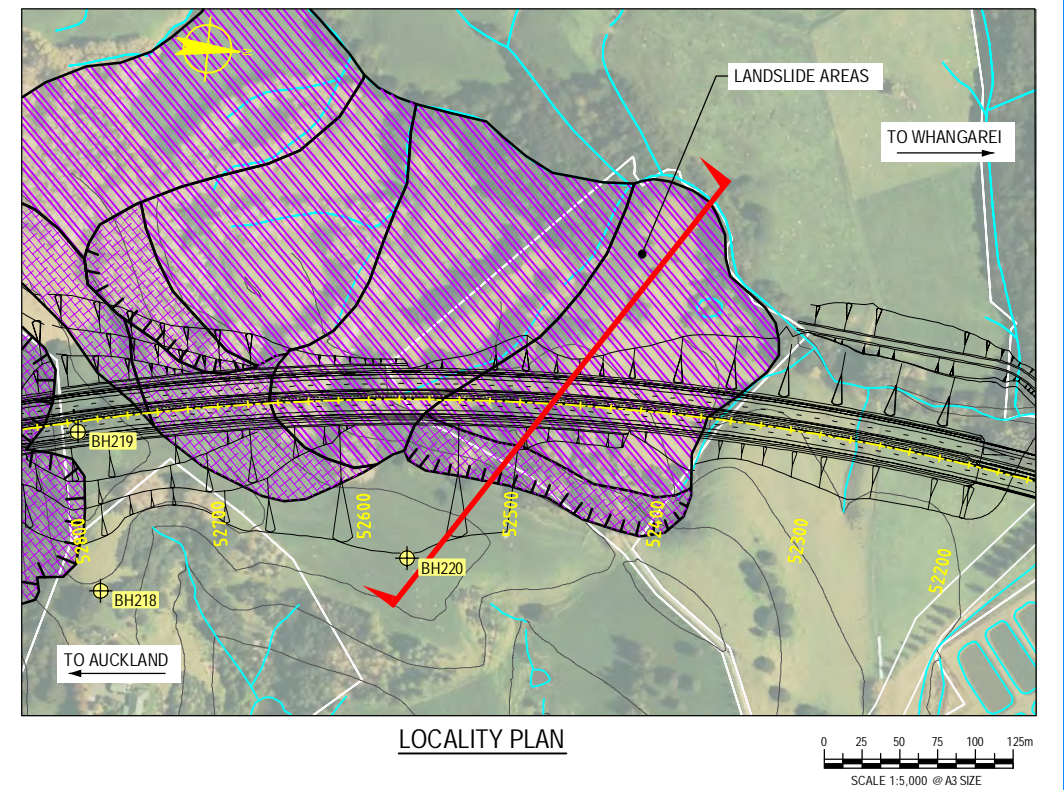 LANDSLIDE AREAS
TO WHANGAREI
BH219
52800
52700
52600
52500
52400
52300
52200
BH220
BH218
TO AUCKLAND
LOCALITY PLAN
0 25 50 75 100 125m
SCALE 1:5,000 @ A3 SIZE